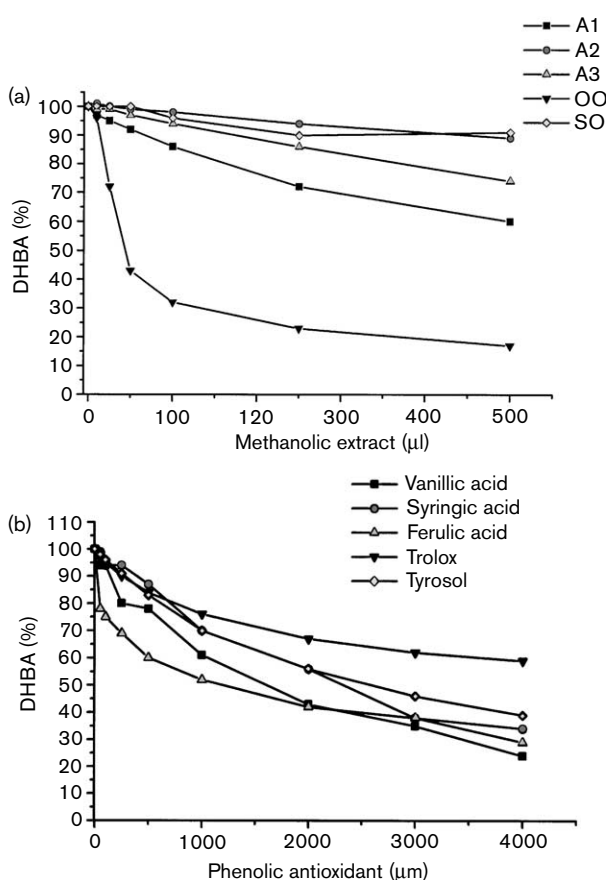 A1
A2
A3
OO
SO
(a)
100
90
80
70
60
50
40
30
20
10
0
DHBA (%)
0 100 120 300 400 500
Methanolic extract (µl)
Vanillic acid
Syringic acid
Ferulic acid
Trolox
Tyrosol
(b)
110
100
90
80
70
60
50
40
30
20
10
0
DHBA (%)
0 1000 2000 3000 4000
Phenolic antioxidant (µm)